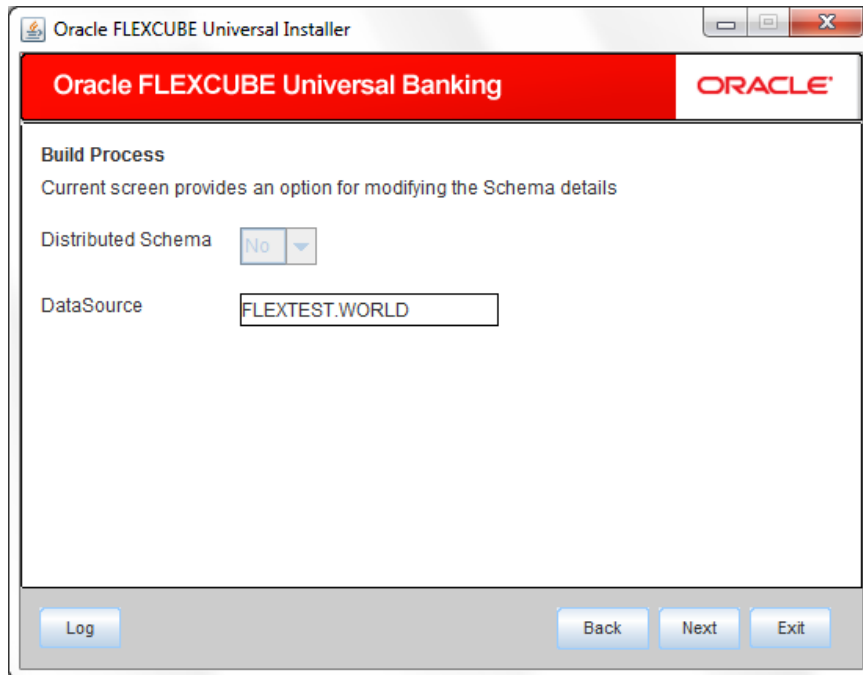 Oracle FLEXCUBE Universal Installer
Oracle FLEXCUBE Universal Banking
ORACLE
Build Process
Current screen provides an option for modifying the Schema details
Distributed Schema No
DataSource FLEXTEST.WORLD
Log Back Next Exit